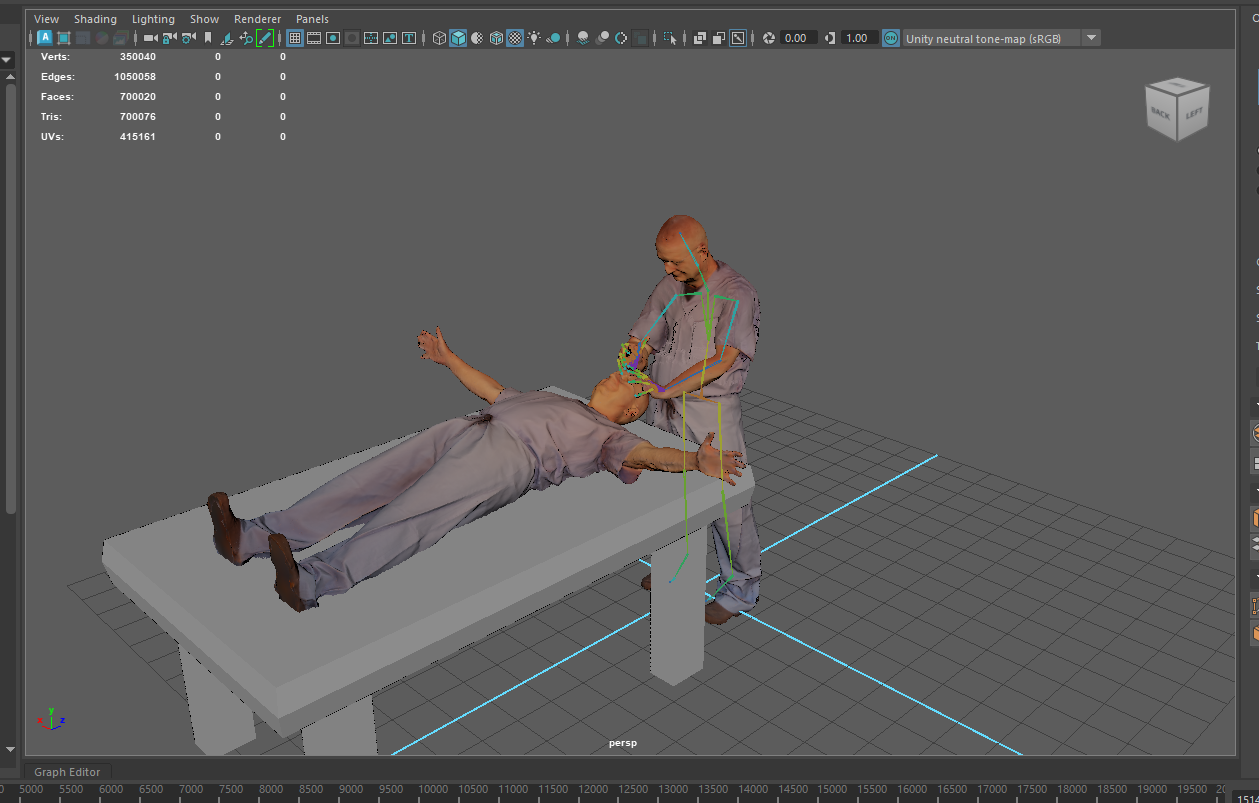 View Shading Lighting Show Renderer Panels
A T 0.00 1.00 ON Unity neutral tone-map (sRGB)
Verts: 350040 0 0
Edges: 1050058 0 0
Faces: 700020 0 0
Tris: 700076 0 0
UVs: 415161 0 0
BACK LEFT
y
x z
persp
Graph Editor
5000 5500 6000 6500 7000 7500 8000 8500 9000 9500 10000 10500 11000 11500 12000 12500 13000 13500 14000 14500 15000 15500 16000 16500 17000 17500 18000 18500 19000 19500